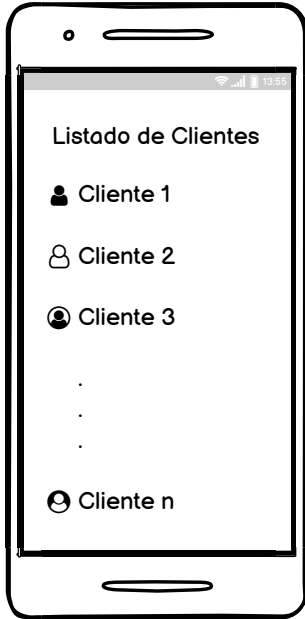 13:55
Listado de Clientes
Cliente 1
Cliente 2
Cliente 3
.
.
.
Cliente n